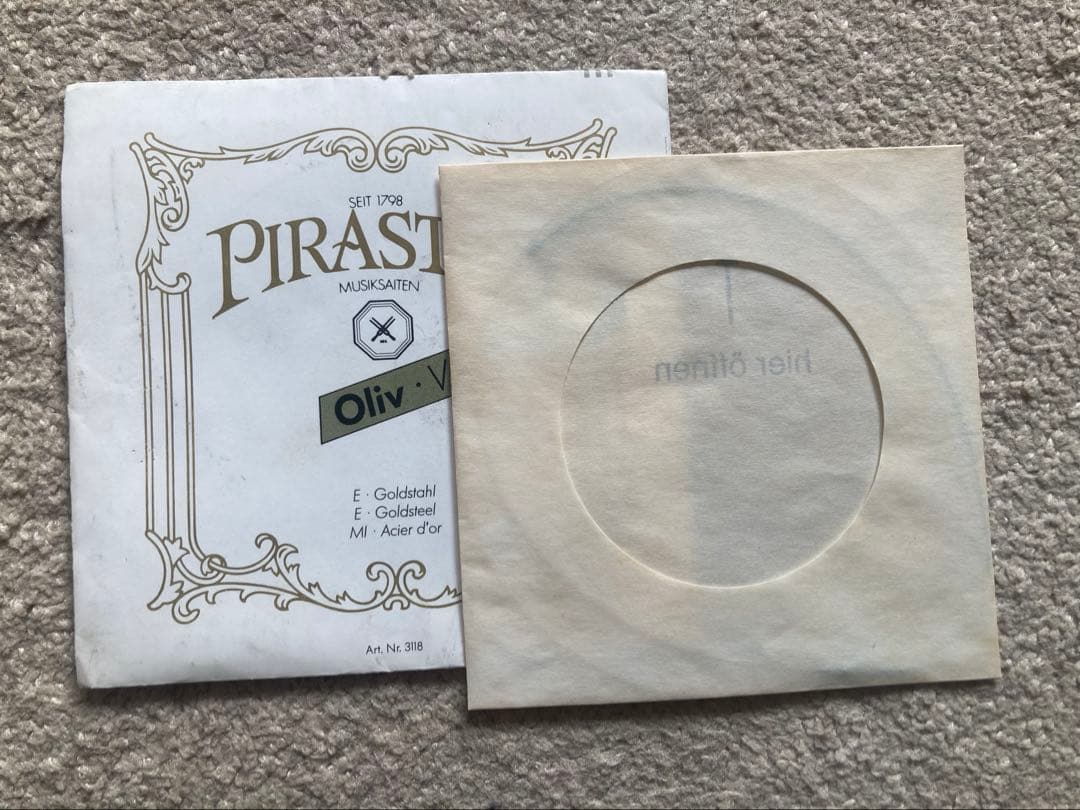 SEIT 1798
PIRAST
MUSIKSAITEN
Oliv · V
E · Goldstahl
E · Goldsteel
MI · Acier d'or
Art. Nr. 3118
hier öffnen